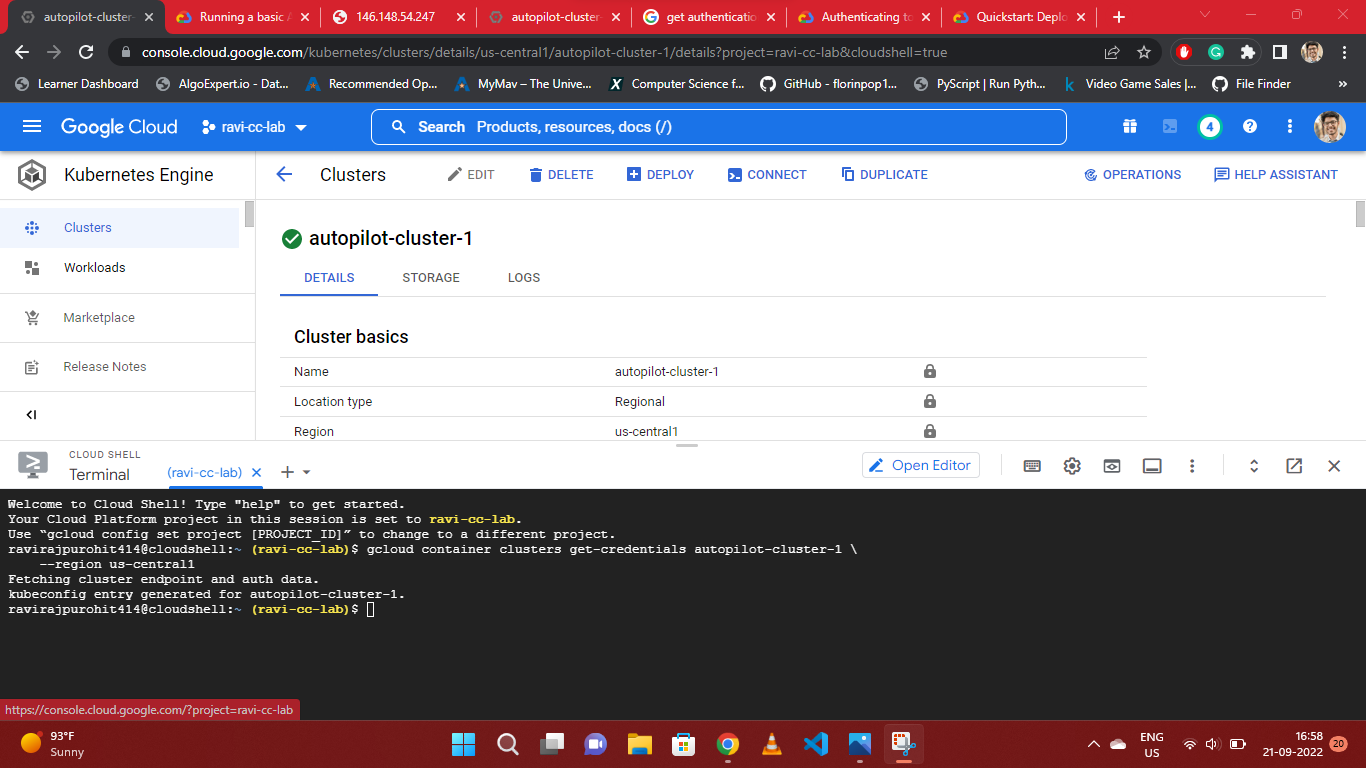 autopilot-cluster-
Running a basic A
146.148.54.247
autopilot-cluster-
get authenticatio
Authenticating to
Quickstart: Deplo
console.cloud.google.com/kubernetes/clusters/details/us-central1/autopilot-cluster-1/details?project=ravi-cc-lab&cloudshell=true
Learner Dashboard
AlgoExpert.io - Dat...
Recommended Op...
MyMav – The Unive...
Computer Science f...
GitHub - florinpop1...
PyScript | Run Pyth...
Video Game Sales |...
File Finder
»
Google Cloud
ravi-cc-lab
Search Products, resources, docs (/)
4
Kubernetes Engine
Clusters
EDIT
DELETE
DEPLOY
CONNECT
DUPLICATE
OPERATIONS
HELP ASSISTANT
Clusters
Workloads
Marketplace
Release Notes
autopilot-cluster-1
DETAILS
STORAGE
LOGS
Cluster basics
Name autopilot-cluster-1
Location type Regional
Region us-central1
CLOUD SHELL
Terminal
(ravi-cc-lab)
Open Editor
Welcome to Cloud Shell! Type "help" to get started.
Your Cloud Platform project in this session is set to ravi-cc-lab.
Use “gcloud config set project [PROJECT_ID]” to change to a different project.
ravirajpurohit414@cloudshell:~ (ravi-cc-lab)$ gcloud container clusters get-credentials autopilot-cluster-1 \
--region us-central1
Fetching cluster endpoint and auth data.
kubeconfig entry generated for autopilot-cluster-1.
ravirajpurohit414@cloudshell:~ (ravi-cc-lab)$
https://console.cloud.google.com/?project=ravi-cc-lab
93°F
Sunny
ENG
US
16:58
21-09-2022
20